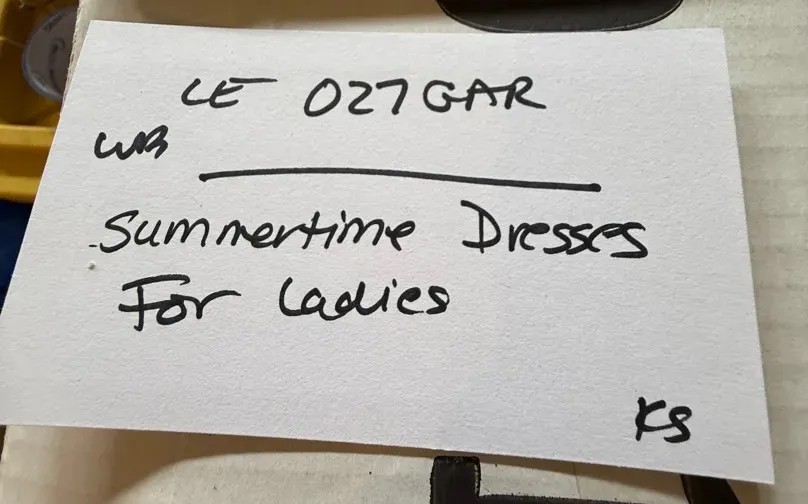 LE 027GAR
WB
Summertime Dresses
For Ladies
KS